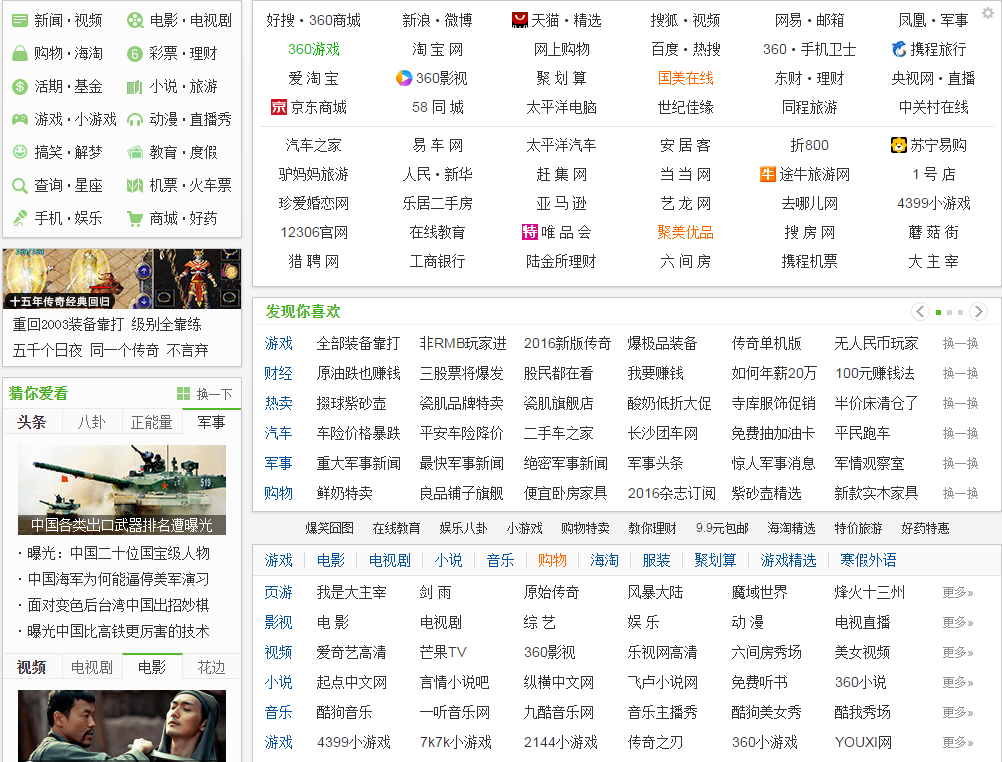 新闻·视频 电影·电视剧
购物·海淘 彩票·理财
活期·基金 小说·旅游
游戏·小游戏 动漫·直播秀
搞笑·解梦 教育·度假
查询·星座 机票·火车票
手机·娱乐 商城·好药
十五年传奇经典回归
重回2003装备靠打 级别全靠练
五千个日夜 同一个传奇 不言弃
猜你爱看 换一下
头条 八卦 正能量 军事
519
中国各类出口武器排名遭曝光
· 曝光：中国二十位国宝级人物
· 中国海军为何能逼停美军演习
· 面对变色后台湾中国出招妙棋
· 曝光中国比高铁更厉害的技术
视频 电视剧 电影 花边
好搜·360商城 新浪·微博 天猫·精选 搜狐·视频 网易·邮箱 凤凰·军事
360游戏 淘 宝 网 网上购物 百度·热搜 360·手机卫士 携程旅行
爱 淘 宝 360影视 聚 划 算 国美在线 东财·理财 央视网·直播
京 京东商城 58 同 城 太平洋电脑 世纪佳缘 同程旅游 中关村在线
汽车之家 易 车 网 太平洋汽车 安 居 客 折800 苏宁易购
驴妈妈旅游 人民·新华 赶 集 网 当 当 网 牛 途牛旅游网 1 号 店
珍爱婚恋网 乐居二手房 亚 马 逊 艺 龙 网 去哪儿网 4399小游戏
12306官网 在线教育 特 唯 品 会 聚美优品 搜 房 网 蘑 菇 街
猎 聘 网 工商银行 陆金所理财 六 间 房 携程机票 大 主 宰
发现你喜欢
游戏 全部装备靠打 非RMB玩家进 2016新版传奇 爆极品装备 传奇单机版 无人民币玩家 换一换
财经 原油跌也赚钱 三股票将爆发 股民都在看 我要赚钱 如何年薪20万 100元赚钱法 换一换
热卖 掇球紫砂壶 瓷肌品牌特卖 瓷肌旗舰店 酸奶低折大促 寺库服饰促销 半价床清仓了 换一换
汽车 车险价格暴跌 平安车险降价 二手车之家 长沙团车网 免费抽加油卡 平民跑车 换一换
军事 重大军事新闻 最快军事新闻 绝密军事新闻 军事头条 惊人军事消息 军情观察室 换一换
购物 鲜奶特卖 良品铺子旗舰 便宜卧房家具 2016杂志订阅 紫砂壶精选 新款实木家具 换一换
爆笑囧图 在线教育 娱乐八卦 小游戏 购物特卖 教你理财 9.9元包邮 海淘精选 特价旅游 好药特惠
游戏 电影 电视剧 小说 音乐 购物 海淘 服装 聚划算 游戏精选 寒假外语
页游 我是大主宰 剑 雨 原始传奇 风暴大陆 魔域世界 烽火十三州 更多»
影视 电 影 电视剧 综 艺 娱 乐 动 漫 电视直播 更多»
视频 爱奇艺高清 芒果TV 360影视 乐视网高清 六间房秀场 美女视频 更多»
小说 起点中文网 言情小说吧 纵横中文网 飞卢小说网 免费听书 360小说 更多»
音乐 酷狗音乐 一听音乐网 九酷音乐网 音乐主播秀 酷狗美女秀 酷我秀场 更多»
游戏 4399小游戏 7k7k小游戏 2144小游戏 传奇之刃 360小游戏 YOUXI网 更多»